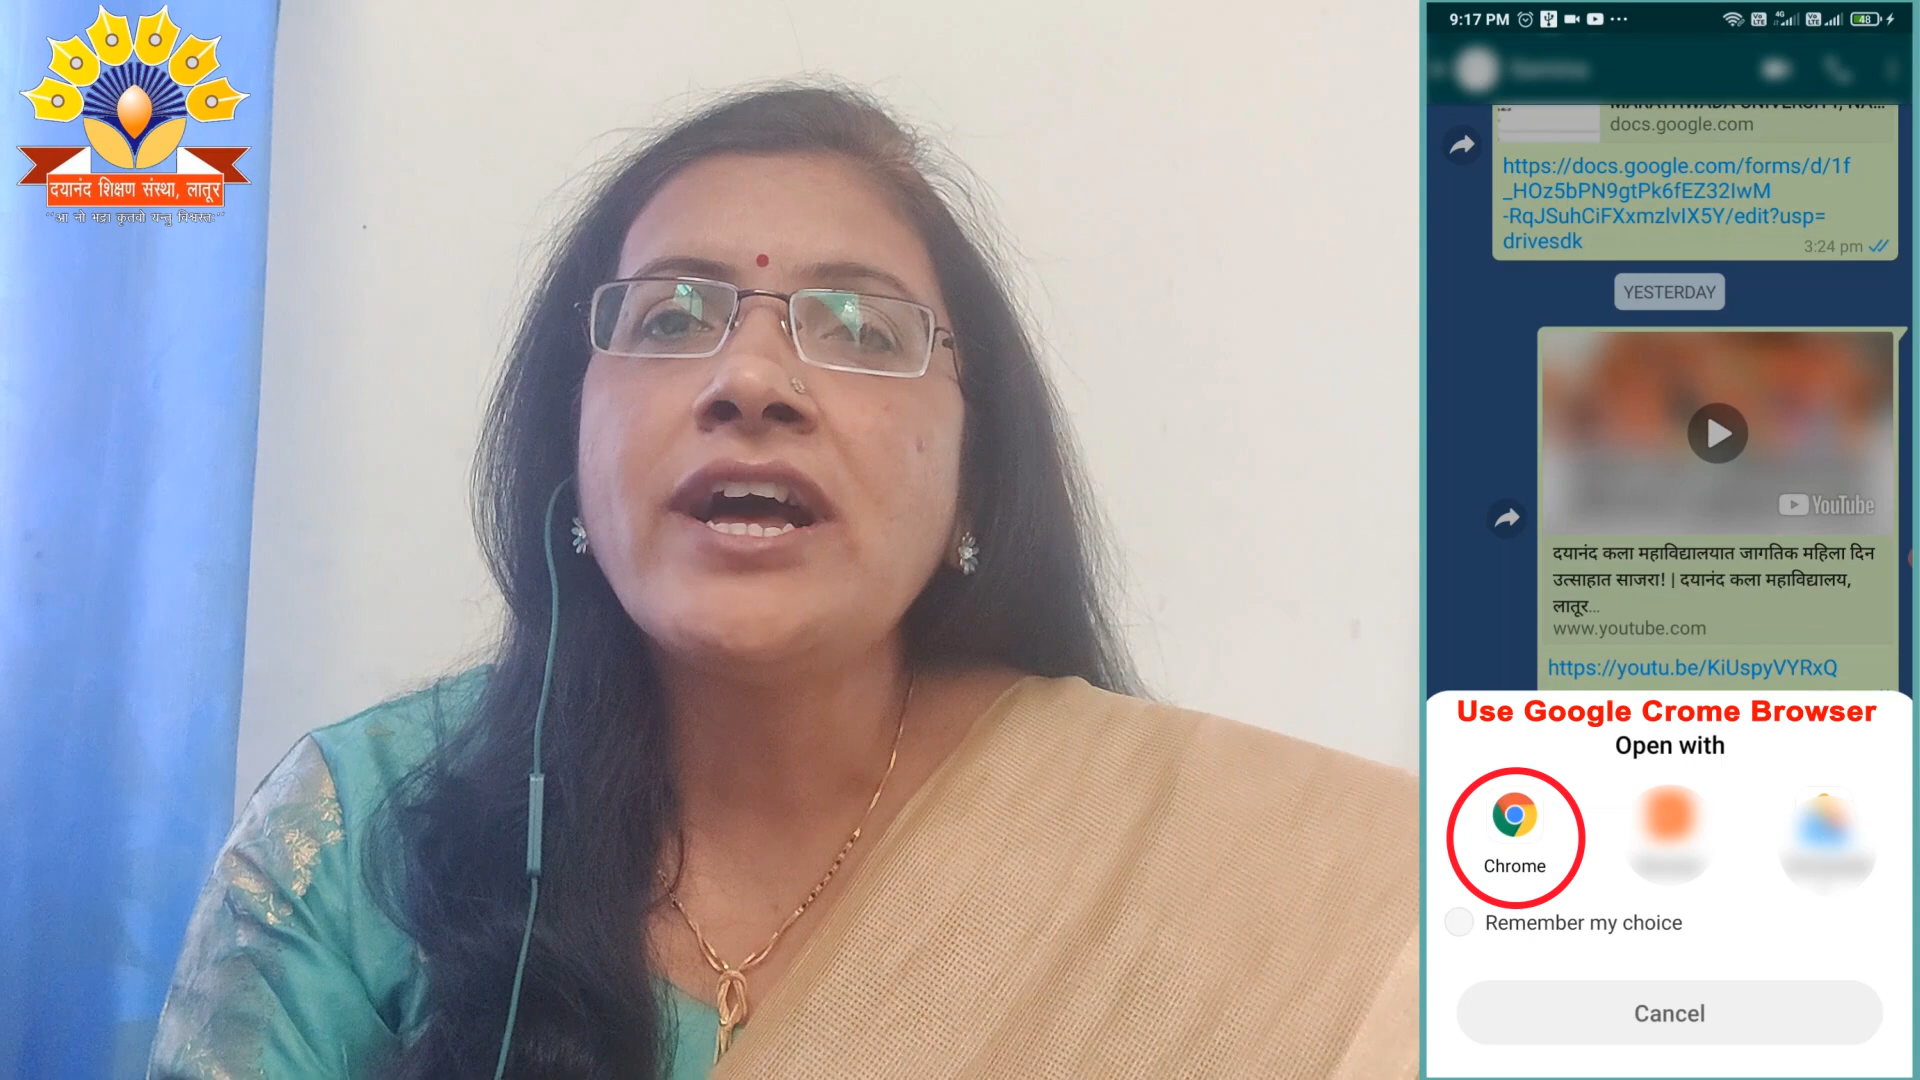 दयानंद शिक्षण संस्था, लातूर
9:17 PM
48
docs.google.com
https://docs.google.com/forms/d/1f
_HOz5bPN9gtPk6fEZ32IwM
-RqJSuhCiFXxmzlvIX5Y/edit?usp=
drivesdk
3:24 pm
YESTERDAY
YouTube
दयानंद कला महाविद्यालयात जागतिक महिला दिन
उत्साहात साजरा! | दयानंद कला महाविद्यालय,
लातूर...
www.youtube.com
https://youtu.be/KiUspyVYRxQ
Use Google Crome Browser
Open with
Chrome
Remember my choice
Cancel